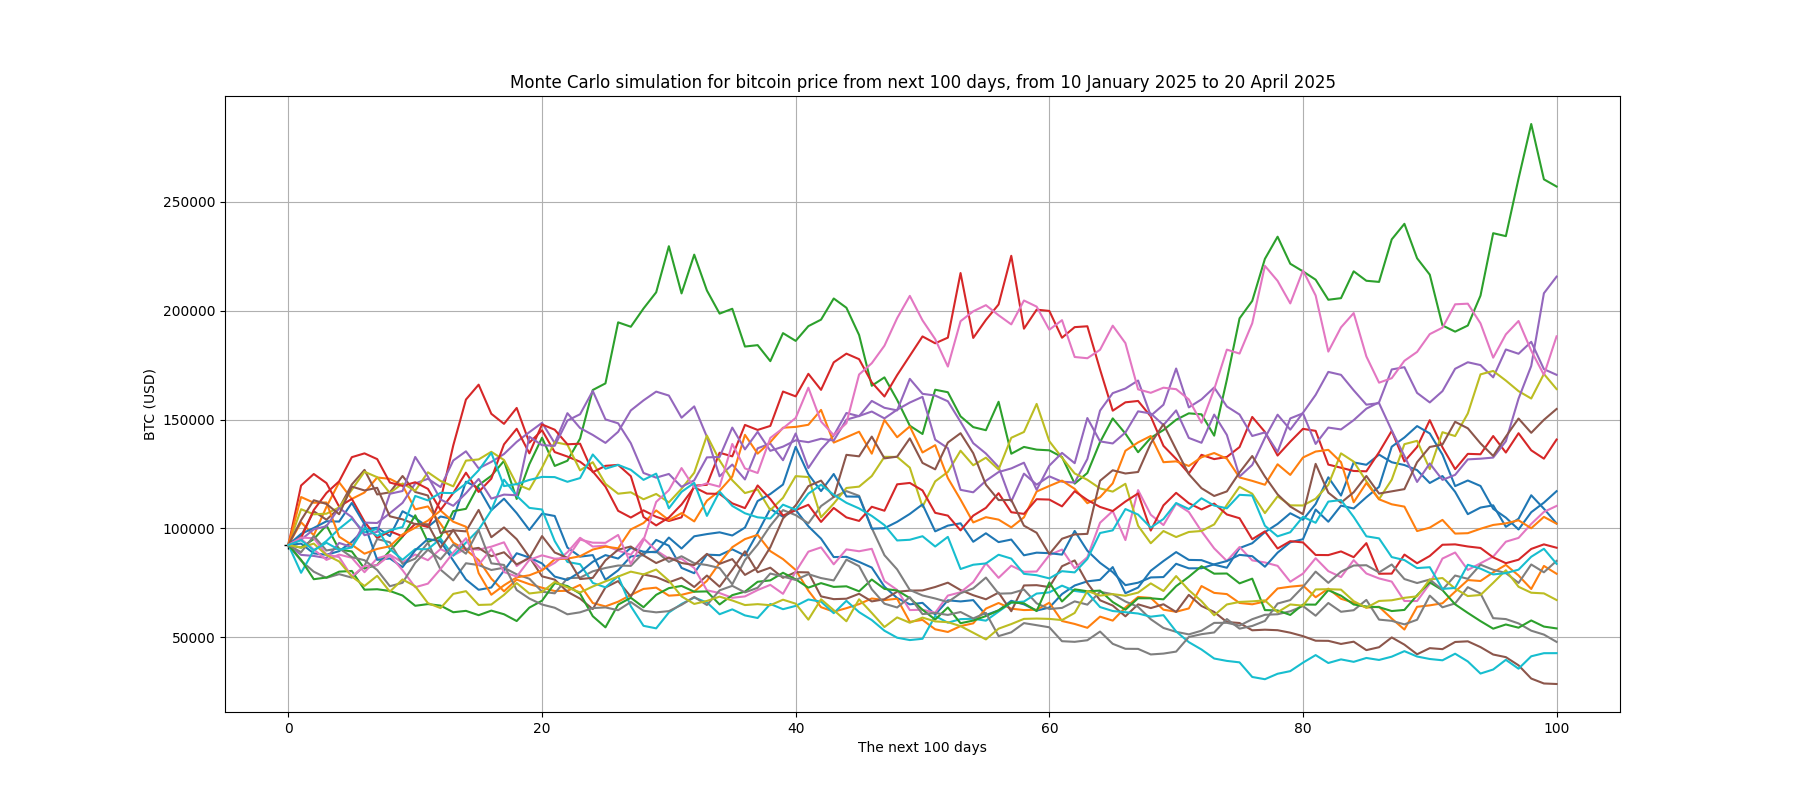 Monte Carlo simulation for bitcoin price from next 100 days, from 10 January 2025 to 20 April 2025
BTC (USD)
250000
200000
150000
100000
50000
0 20 40 60 80 100
The next 100 days